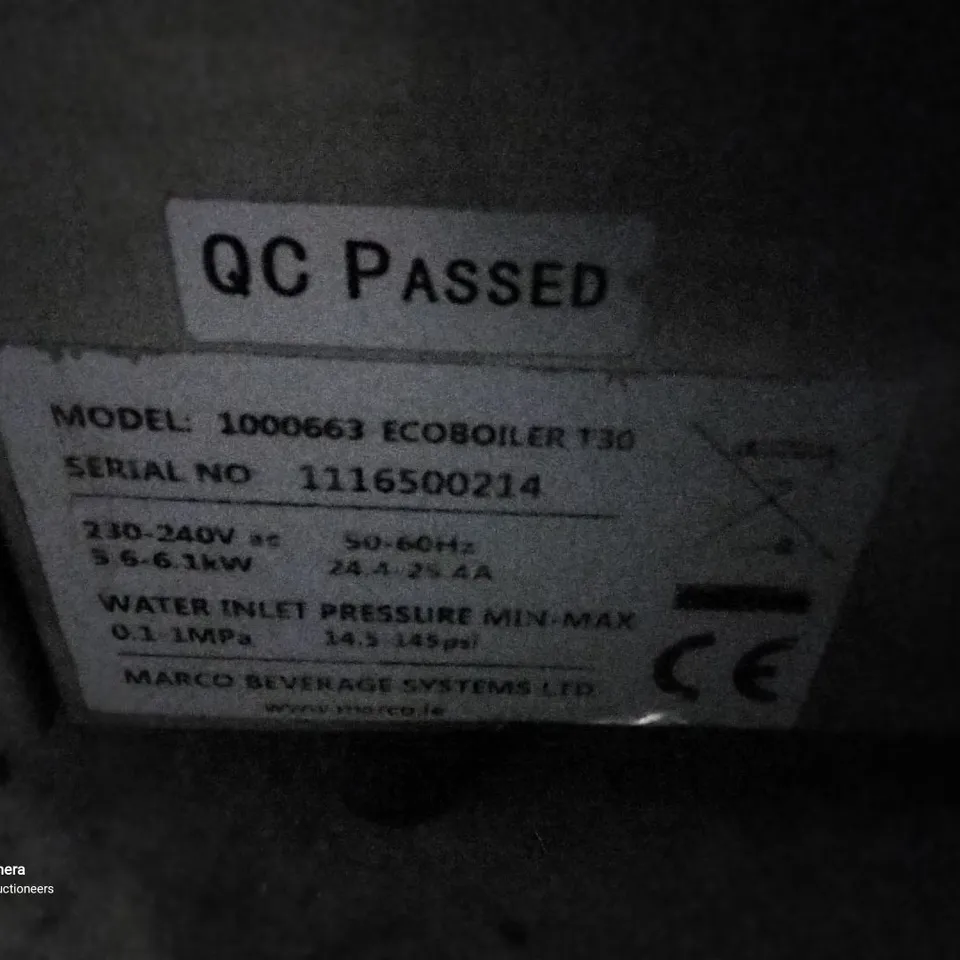 QC PASSED
MODEL: 1000663 ECOBOILER T30
SERIAL NO 1116500214
230-240V ac 50-60Hz
5.6-6.1kW 24.4-25.4A
WATER INLET PRESSURE MIN-MAX
0.1-1MPa 14.5-145psi
MARCO BEVERAGE SYSTEMS LTD.
www.marco.ie
CE
nera
uctioneers